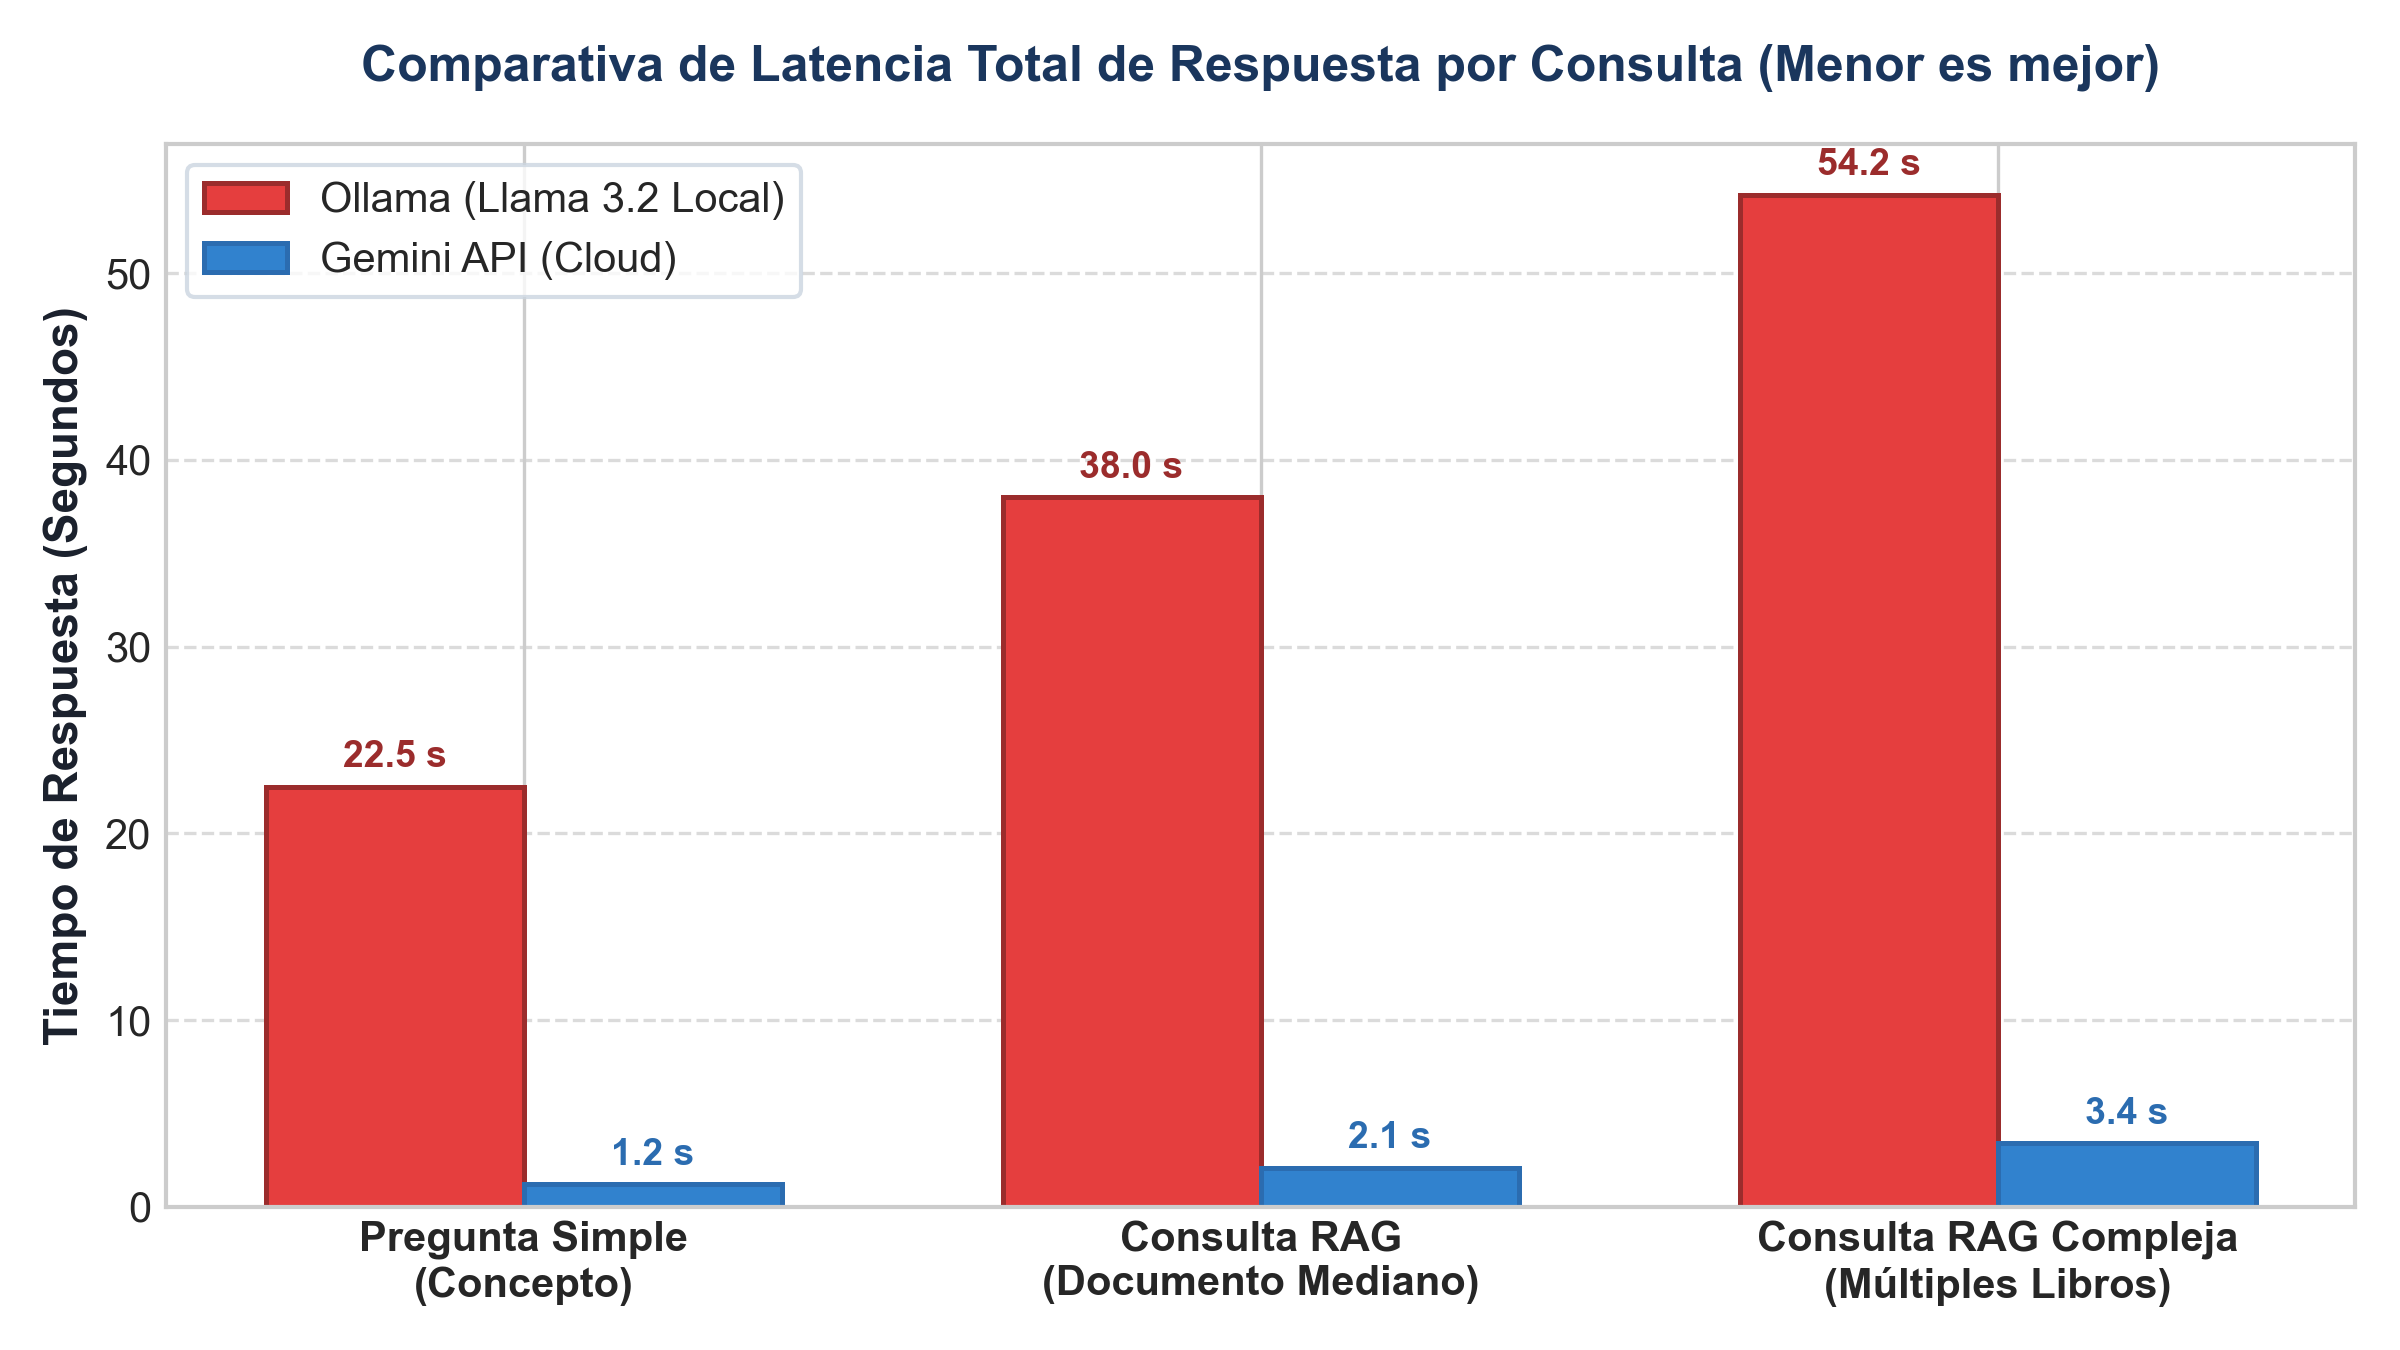 Comparativa de Latencia Total de Respuesta por Consulta (Menor es mejor)
Ollama (Llama 3.2 Local)
Gemini API (Cloud)
Tiempo de Respuesta (Segundos)
50
40
30
20
10
0
22.5 s
1.2 s
38.0 s
2.1 s
54.2 s
3.4 s
Pregunta Simple
(Concepto)
Consulta RAG
(Documento Mediano)
Consulta RAG Compleja
(Múltiples Libros)